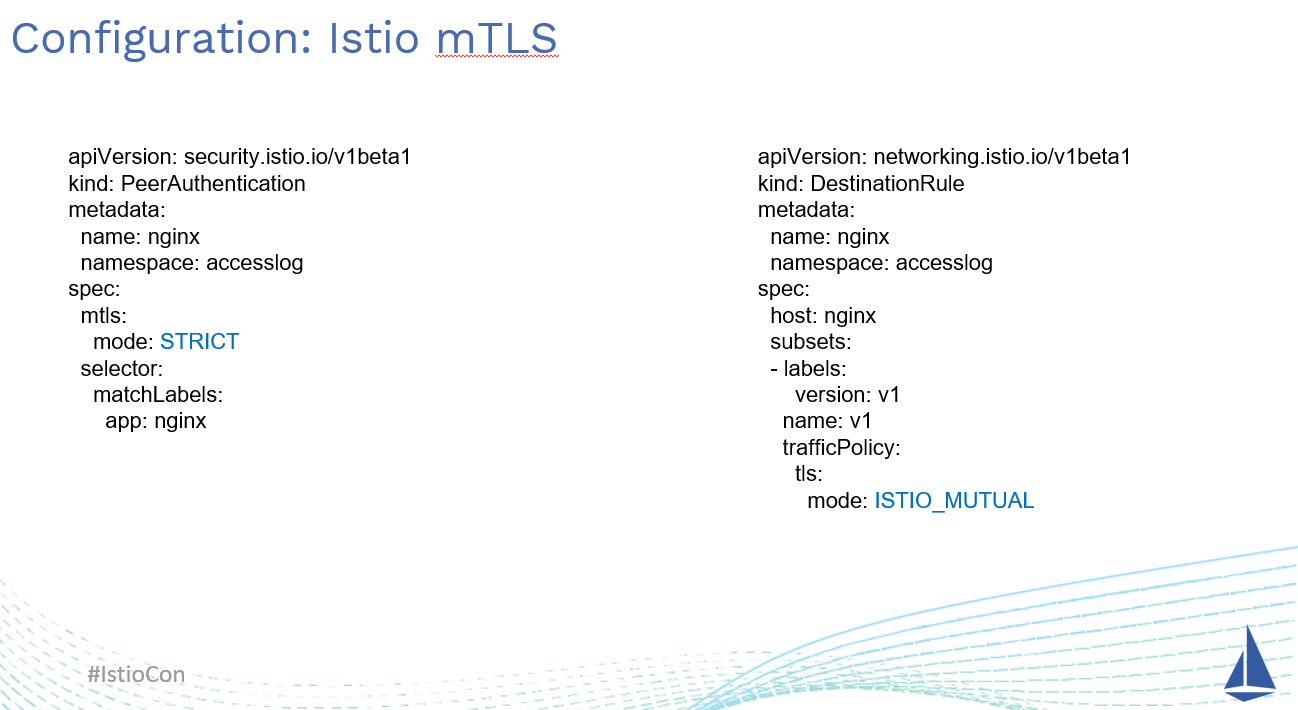 Configuration: Istio mTLS
apiVersion: security.istio.io/v1beta1
kind: PeerAuthentication
metadata:
  name: nginx
  namespace: accesslog
spec:
  mtls:
    mode: STRICT
  selector:
    matchLabels:
      app: nginx
apiVersion: networking.istio.io/v1beta1
kind: DestinationRule
metadata:
  name: nginx
  namespace: accesslog
spec:
  host: nginx
  subsets:
  - labels:
      version: v1
    name: v1
    trafficPolicy:
      tls:
        mode: ISTIO_MUTUAL
#IstioCon